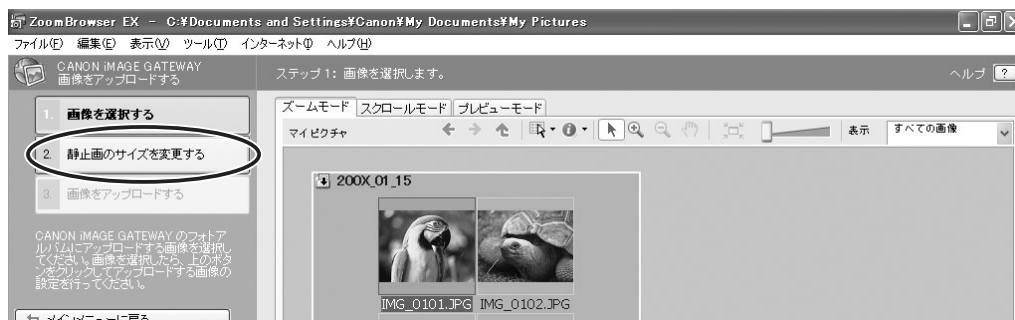 ZoomBrowser EX - C:¥Documents and Settings¥Canon¥My Documents¥My Pictures
ファイル(F) 編集(E) 表示(V) ツール(T) インターネット(I) ヘルプ(H)
CANON iMAGE GATEWAY
画像をアップロードする
ステップ1: 画像を選択します。
ヘルプ ?
1. 画像を選択する
2. 静止画のサイズを変更する
3. 画像をアップロードする
CANON iMAGE GATEWAY のフォトア
ルバムにアップロードする画像を選択し
てください。画像を選択したら、上のボタ
ンをクリックしてアップロードする画像の
設定を行ってください。
メインメニューに戻る
ズームモード スクロールモード プレビューモード
マイ ピクチャ
表示 すべての画像
200X_01_15
IMG_0101.JPG IMG_0102.JPG